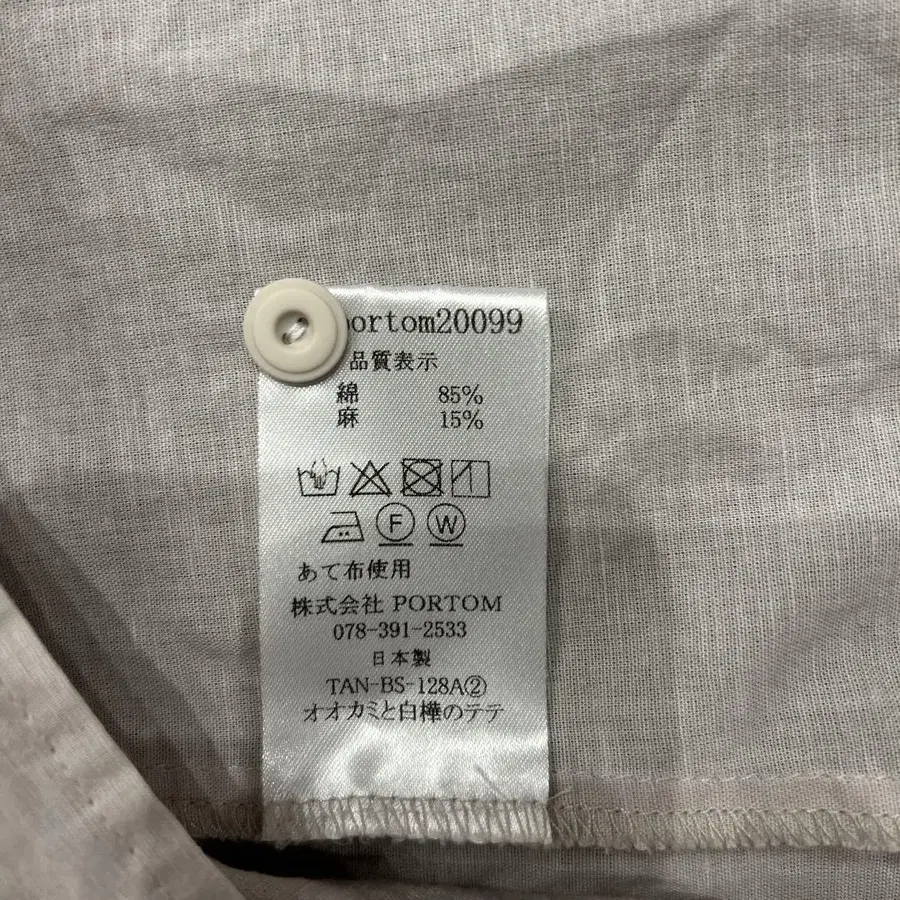 portom20099
品質表示
綿 85%
麻 15%
F W
あて布使用
株式会社 PORTOM
078-391-2533
日本製
TAN-BS-128A②
オオカミと白樺のテテ